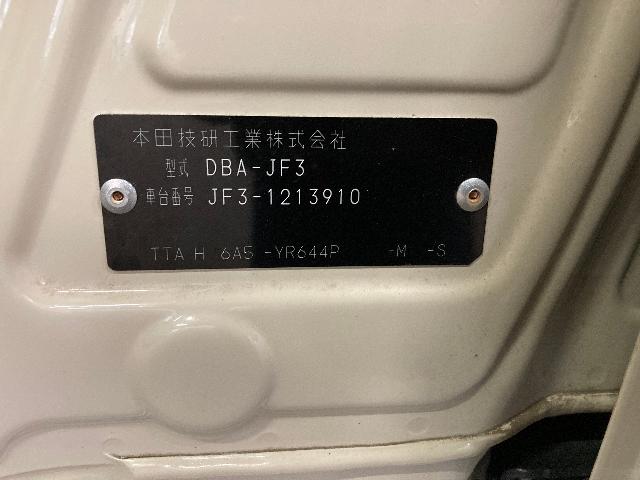 本田技研工業株式会社
型式 DBA-JF3
車台番号 JF3-1213910
TTA H 6A5 -YR644P -M -S